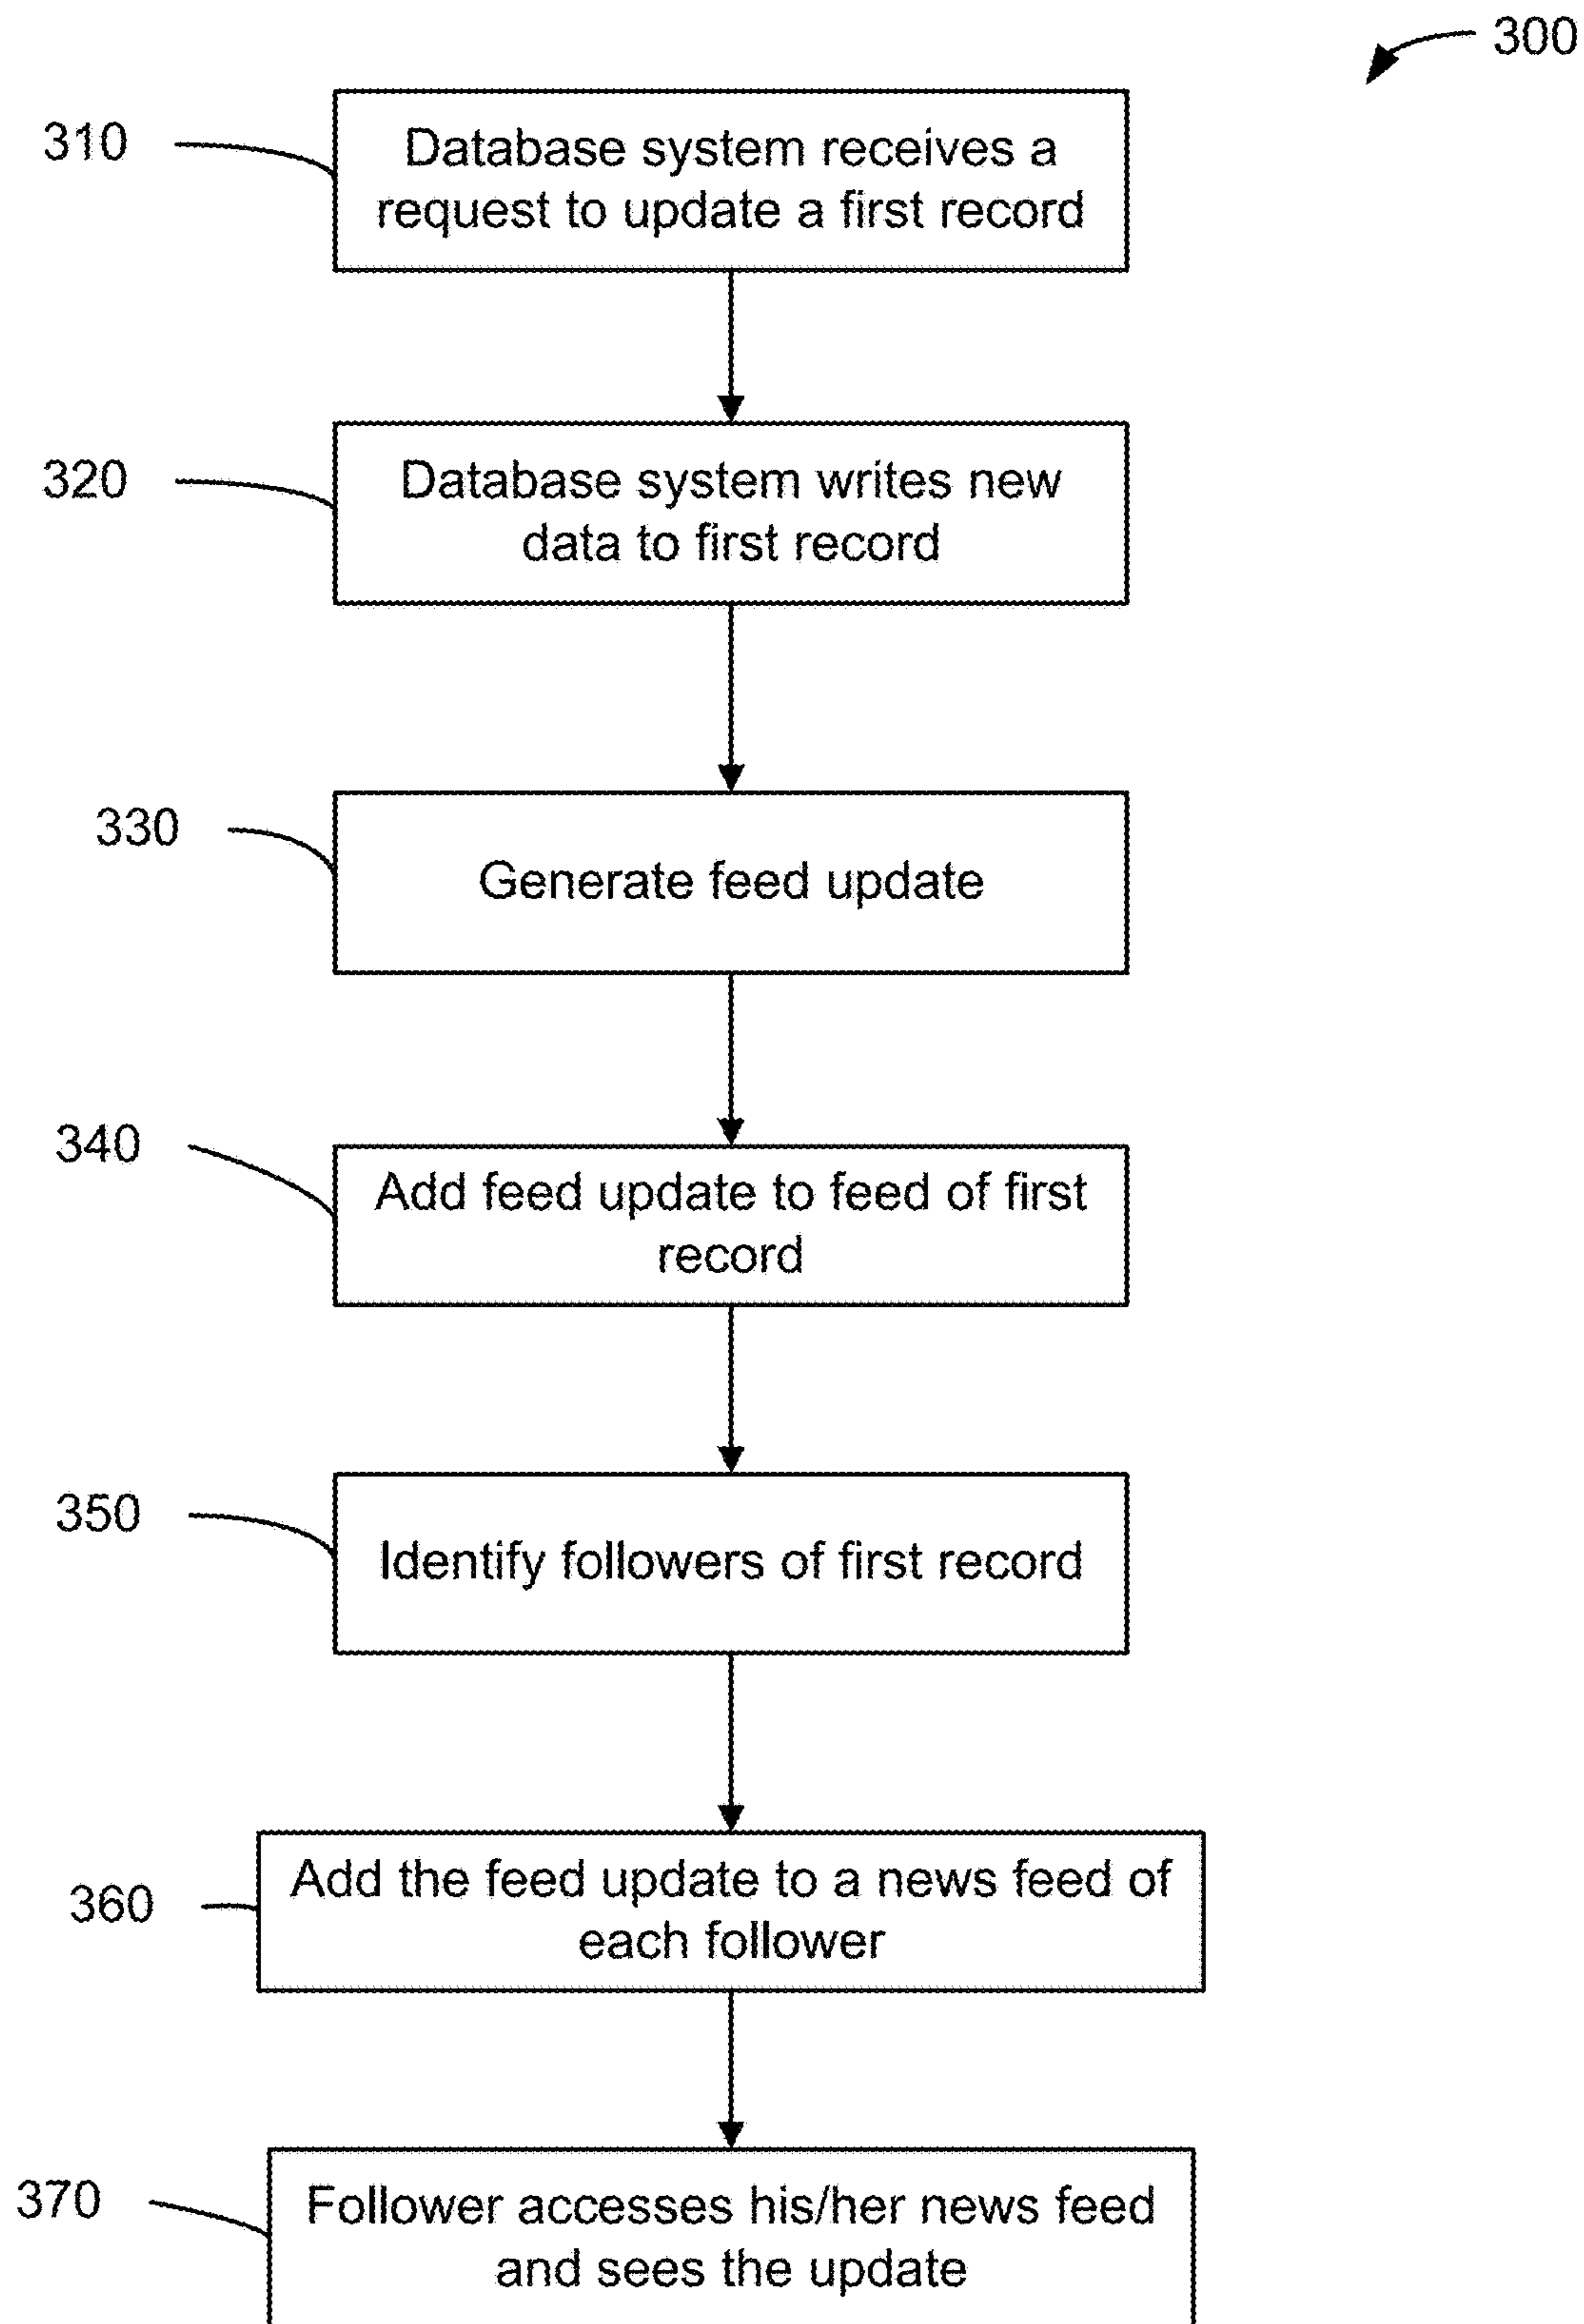 300
310
Database system receives a
request to update a first record
320
Database system writes new
data to first record
330
Generate feed update
340
Add feed update to feed of first
record
350
Identify followers of first record
360
Add the feed update to a news feed of
each follower
370
Follower accesses his/her news feed
and sees the update